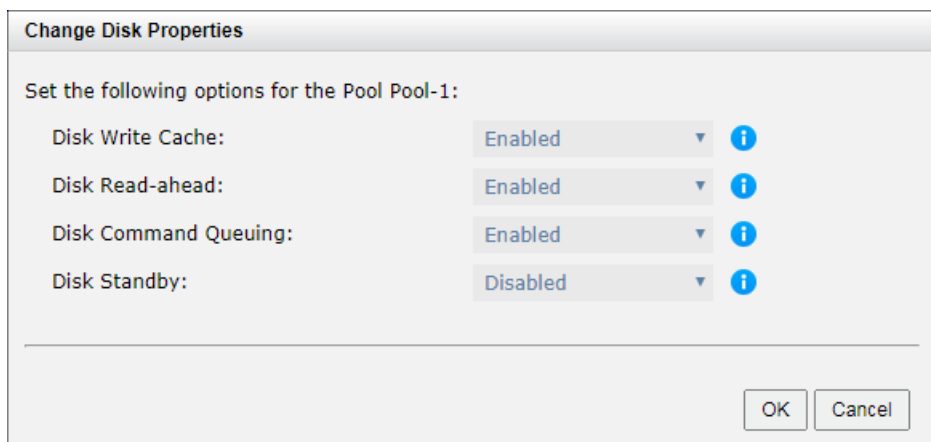 Change Disk Properties
Set the following options for the Pool Pool-1:
Disk Write Cache: Enabled
Disk Read-ahead: Enabled
Disk Command Queuing: Enabled
Disk Standby: Disabled
OK Cancel